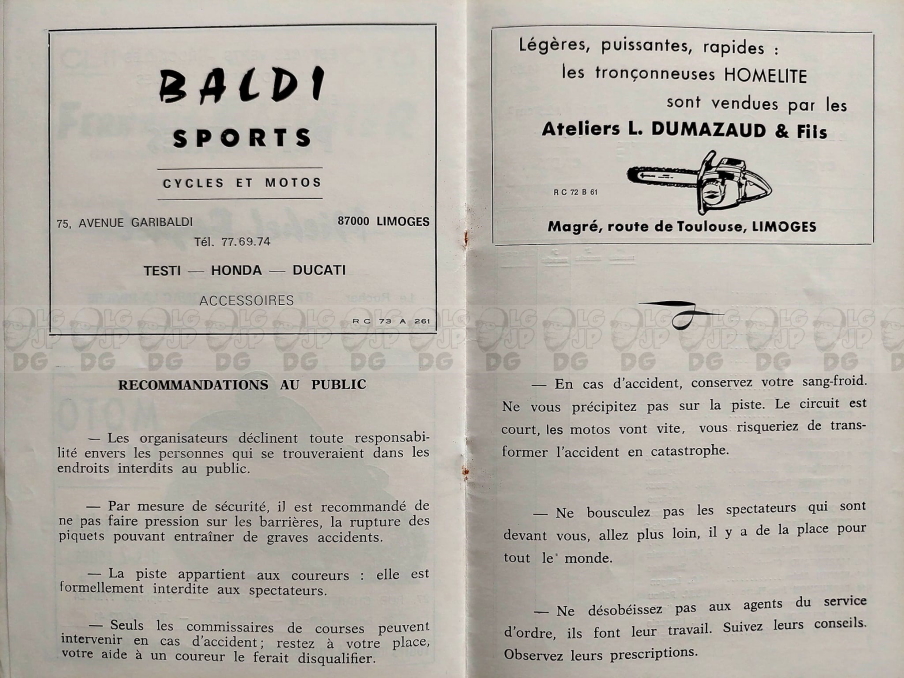 BALDI
SPORTS
CYCLES ET MOTOS
75, AVENUE GARIBALDI 87000 LIMOGES
Tél. 77.69.74
TESTI — HONDA — DUCATI
ACCESSOIRES
R C 73 A 261
RECOMMANDATIONS AU PUBLIC
— Les organisateurs déclinent toute responsabi-
lité envers les personnes qui se trouveraient dans les
endroits interdits au public.
— Par mesure de sécurité, il est recommandé de
ne pas faire pression sur les barrières, la rupture des
piquets pouvant entraîner de graves accidents.
— La piste appartient aux coureurs : elle est
formellement interdite aux spectateurs.
— Seuls les commissaires de courses peuvent
intervenir en cas d'accident ; restez à votre place,
votre aide à un coureur le ferait disqualifier.
Légères, puissantes, rapides :
les tronçonneuses HOMELITE
sont vendues par les
Ateliers L. DUMAZAUD & Fils
R C 72 B 61
Magré, route de Toulouse, LIMOGES
— En cas d'accident, conservez votre sang-froid.
Ne vous précipitez pas sur la piste. Le circuit est
court, les motos vont vite, vous risqueriez de trans-
former l'accident en catastrophe.
— Ne bousculez pas les spectateurs qui sont
devant vous, allez plus loin, il y a de la place pour
tout le monde.
— Ne désobéissez pas aux agents du service
d'ordre, ils font leur travail. Suivez leurs conseils.
Observez leurs prescriptions.